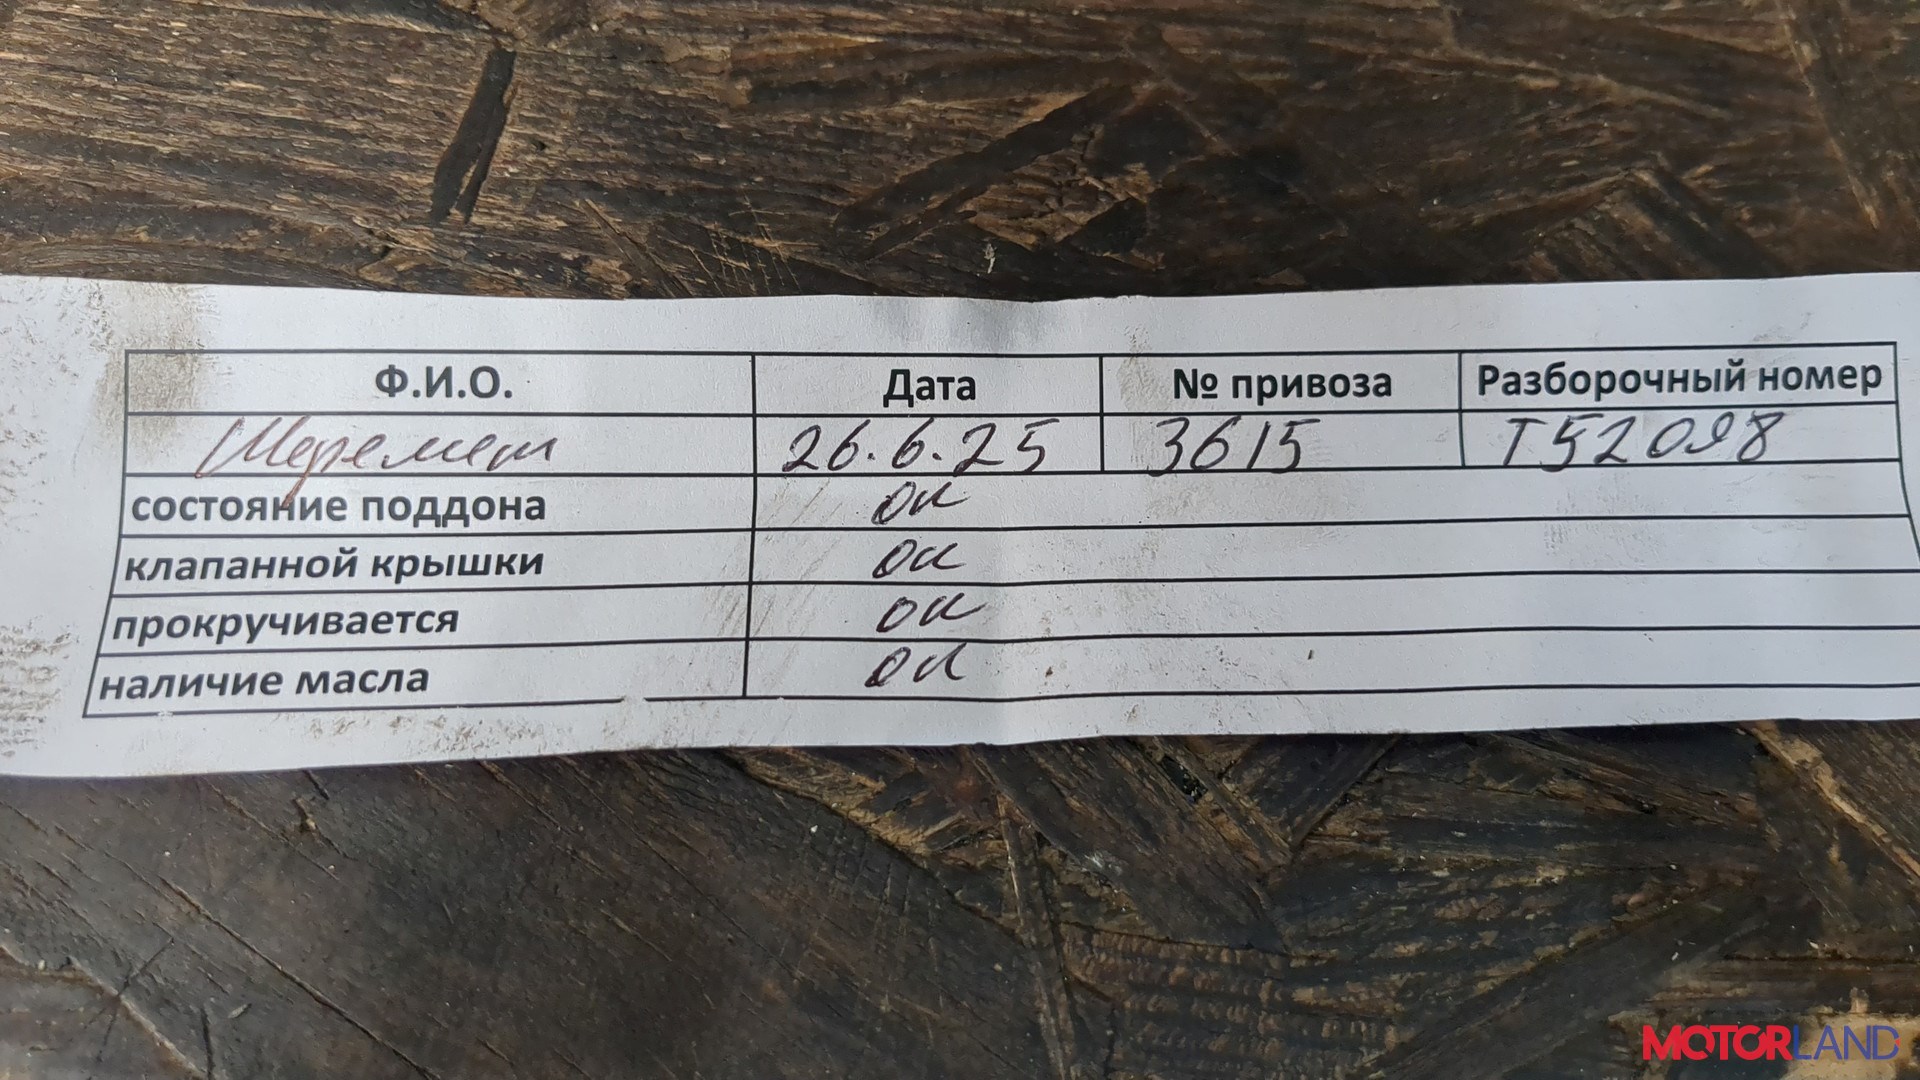 Ф.И.О. Дата № привоза Разборочный номер
Шеремет 26.6.25 3615 Т52098
состояние поддона ок
клапанной крышки ок
прокручивается ок
наличие масла ок
MOTORLAND